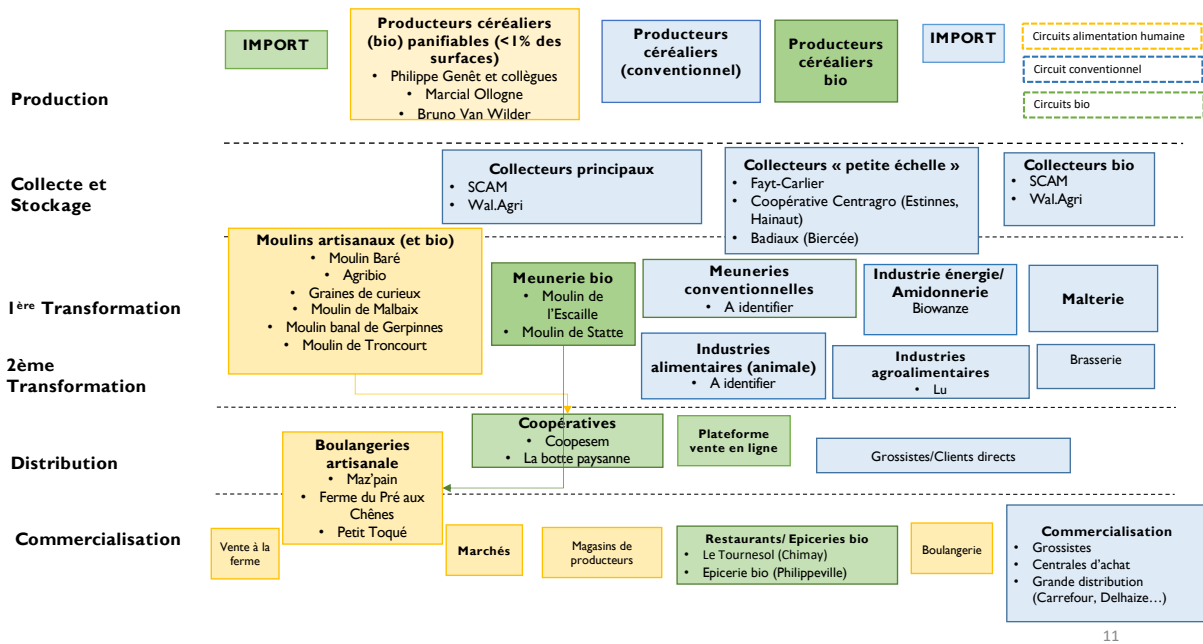 IMPORT
Producteurs céréaliers
(bio) panifiables (<1% des
surfaces)
• Philippe Genêt et collègues
• Marcial Ollogne
• Bruno Van Wilder
Producteurs
céréaliers
(conventionnel)
Producteurs
céréaliers
bio
IMPORT
Circuits alimentation humaine
Circuit conventionnel
Circuits bio
Production
Collecte et
Stockage
Collecteurs principaux
• SCAM
• Wal.Agri
Collecteurs « petite échelle »
• Fayt-Carlier
• Coopérative Centragro (Estinnes,
Hainaut)
• Badiaux (Biercée)
Collecteurs bio
• SCAM
• Wal.Agri
1ère Transformation
Moulins artisanaux (et bio)
• Moulin Baré
• Agribio
• Graines de curieux
• Moulin de Malbaix
• Moulin banal de Gerpinnes
• Moulin de Troncourt
Meunerie bio
• Moulin de
l'Escaille
• Moulin de Statte
Meuneries
conventionnelles
• A identifier
Industrie énergie/
Amidonnerie
Biowanze
Malterie
2ème
Transformation
Industries
alimentaires (animale)
• A identifier
Industries
agroalimentaires
• Lu
Brasserie
Distribution
Boulangeries
artisanale
• Maz'pain
• Ferme du Pré aux
Chênes
• Petit Toqué
Coopératives
• Coopesem
• La botte paysanne
Plateforme
vente en ligne
Grossistes/Clients directs
Commercialisation
Vente à la
ferme
Marchés
Magasins de
producteurs
Restaurants/ Epiceries bio
• Le Tournesol (Chimay)
• Epicerie bio (Philippeville)
Boulangerie
Commercialisation
• Grossistes
• Centrales d'achat
• Grande distribution
(Carrefour, Delhaize…)
11